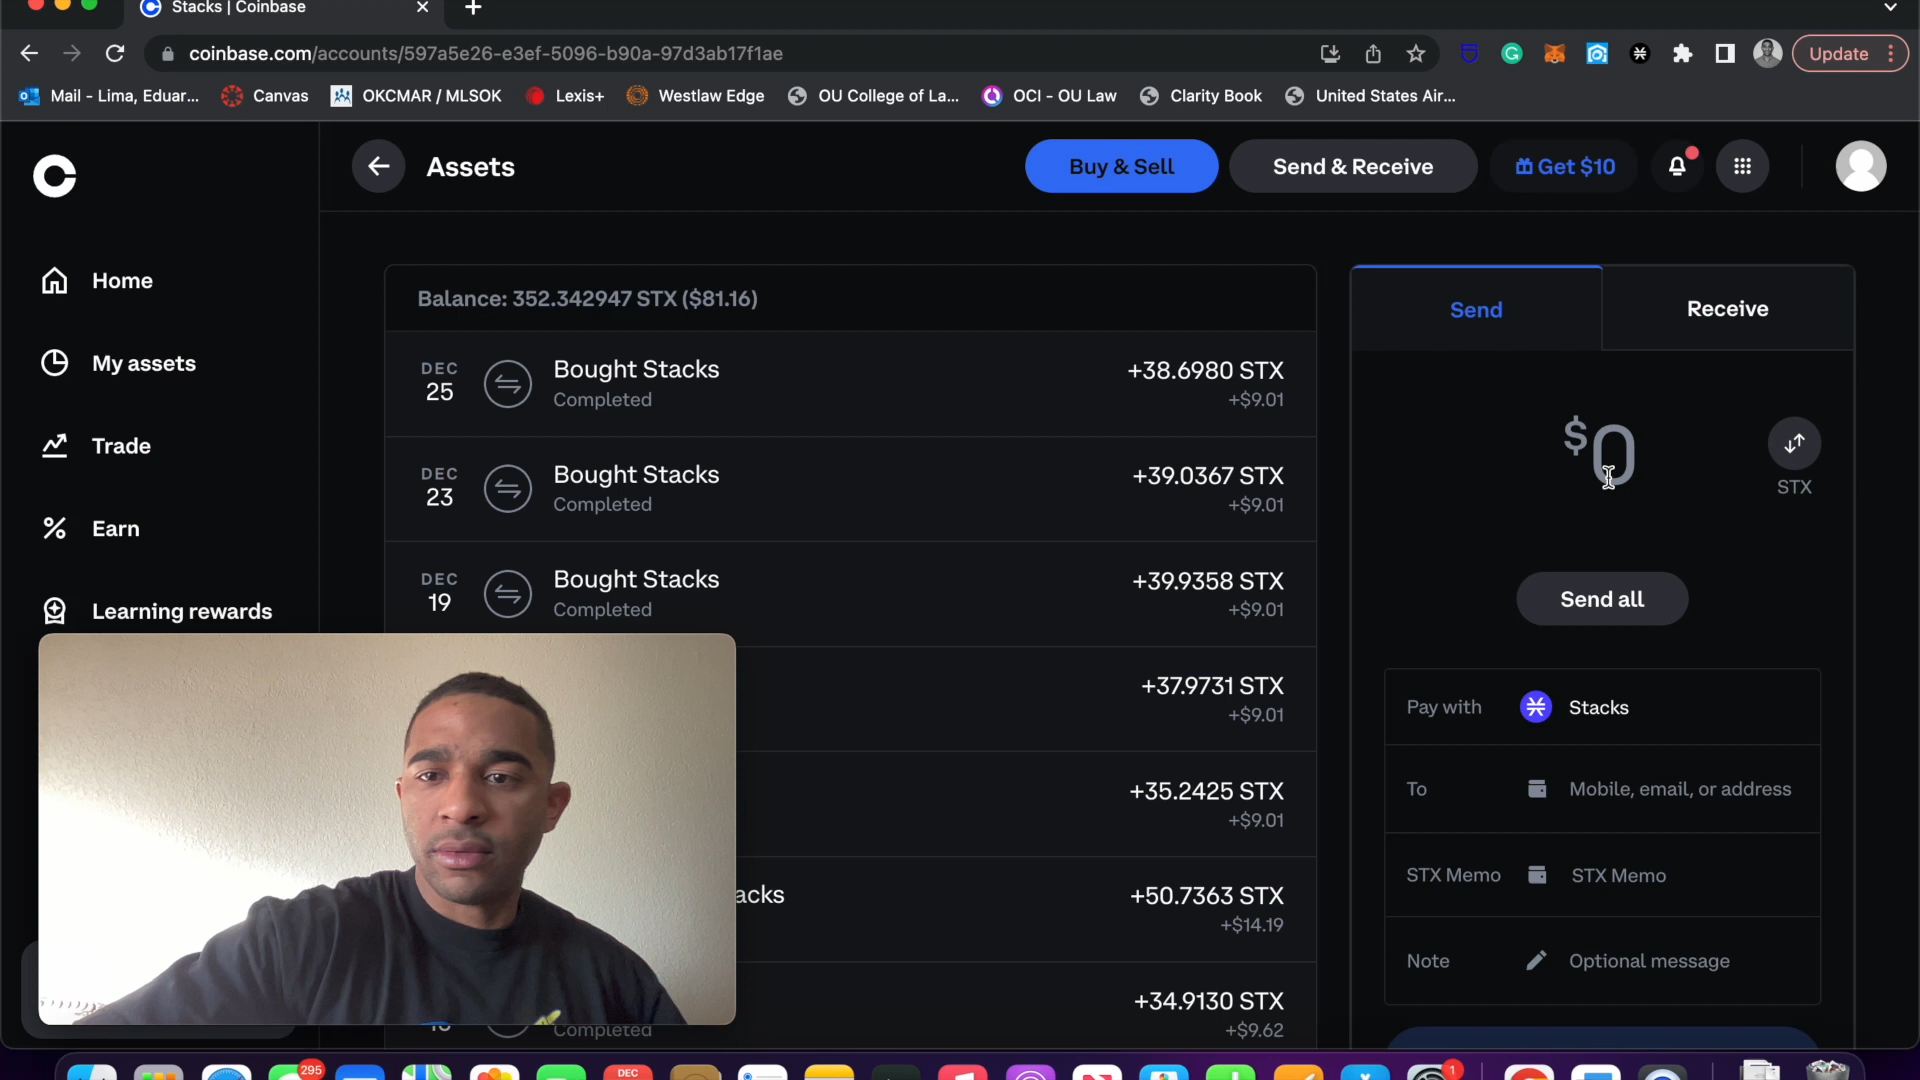 Stacks | Coinbase
coinbase.com/accounts/597a5e26-e3ef-5096-b90a-97d3ab17f1ae
Update
Mail - Lima, Eduar...
Canvas
OKCMAR / MLSOK
Lexis+
Westlaw Edge
OU College of La...
OCI - OU Law
Clarity Book
United States Air...
Assets
Buy & Sell
Send & Receive
Get $10
Home
My assets
Trade
Earn
Learning rewards
Balance: 352.342947 STX ($81.16)
DEC
25
Bought Stacks
Completed
+38.6980 STX
+$9.01
DEC
23
Bought Stacks
Completed
+39.0367 STX
+$9.01
DEC
19
Bought Stacks
Completed
+39.9358 STX
+$9.01
+37.9731 STX
+$9.01
+35.2425 STX
+$9.01
acks
+50.7363 STX
+$14.19
Completed
+34.9130 STX
+$9.62
Send
Receive
$0
STX
Send all
Pay with
Stacks
To
Mobile, email, or address
STX Memo
STX Memo
Note
Optional message
295
DEC
1